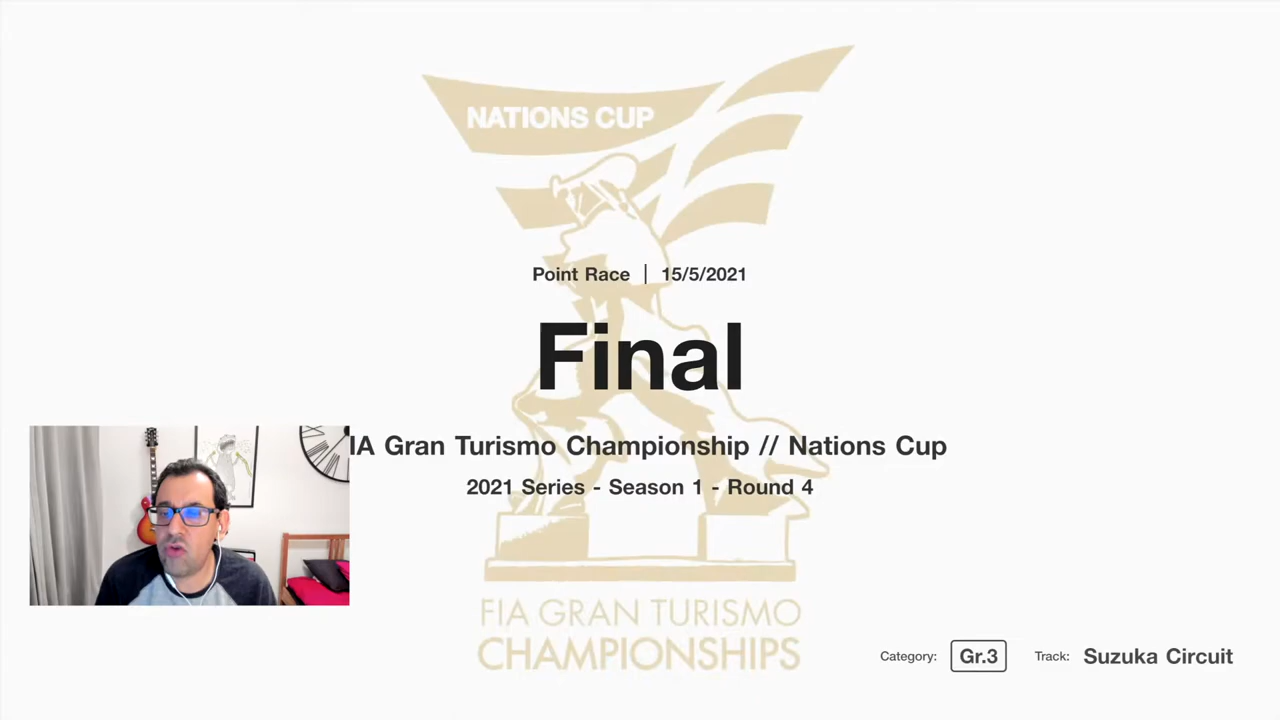 NATIONS CUP
Point Race | 15/5/2021
Final
IA Gran Turismo Championship // Nations Cup
2021 Series - Season 1 - Round 4
FIA GRAN TURISMO
CHAMPIONSHIPS
Category: Gr.3 Track: Suzuka Circuit